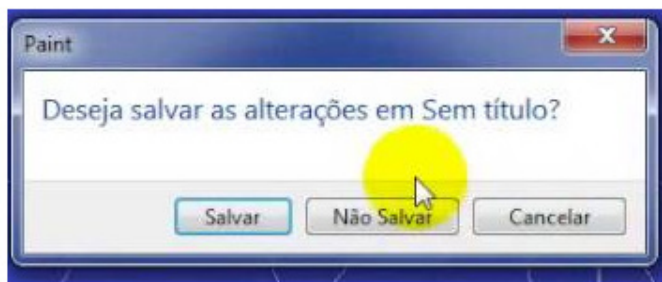 Paint
Deseja salvar as alterações em Sem título?
Salvar
Não Salvar
Cancelar